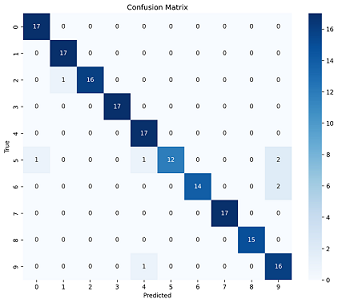 Confusion Matrix
0 17 0 0 0 0 0 0 0 0 0
1 0 17 0 0 0 0 0 0 0 0
2 0 1 16 0 0 0 0 0 0 0
3 0 0 0 17 0 0 0 0 0 0
4 0 0 0 0 17 0 0 0 0 0
5 1 0 0 0 1 12 0 0 0 2
6 0 0 0 0 0 0 14 0 0 2
7 0 0 0 0 0 0 0 17 0 0
8 0 0 0 0 0 0 0 0 15 0
9 0 0 0 0 1 0 0 0 0 16
0 1 2 3 4 5 6 7 8 9
True
Predicted
16
14
12
10
8
6
4
2
0